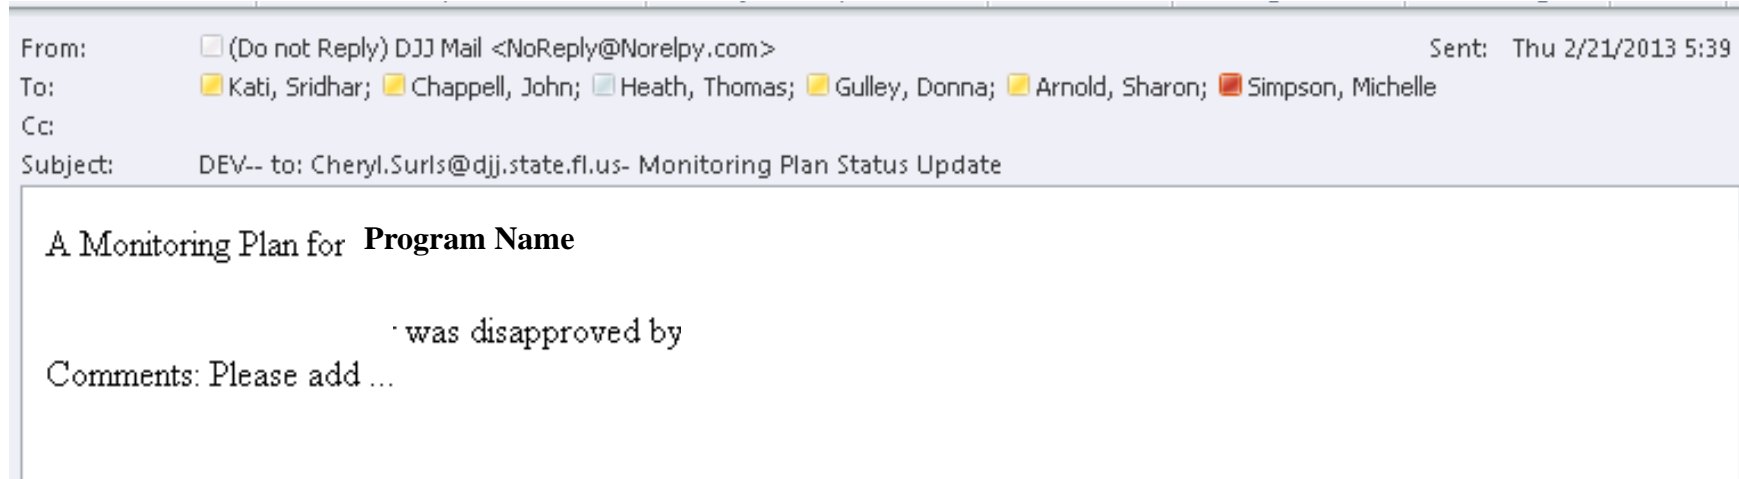 From: (Do not Reply) DJJ Mail <NoReply@Norelpy.com> Sent: Thu 2/21/2013 5:39
To: Kati, Sridhar; Chappell, John; Heath, Thomas; Gulley, Donna; Arnold, Sharon; Simpson, Michelle
Cc:
Subject: DEV-- to: Cheryl.Surls@djj.state.fl.us- Monitoring Plan Status Update
A Monitoring Plan for Program Name
was disapproved by
Comments: Please add ...